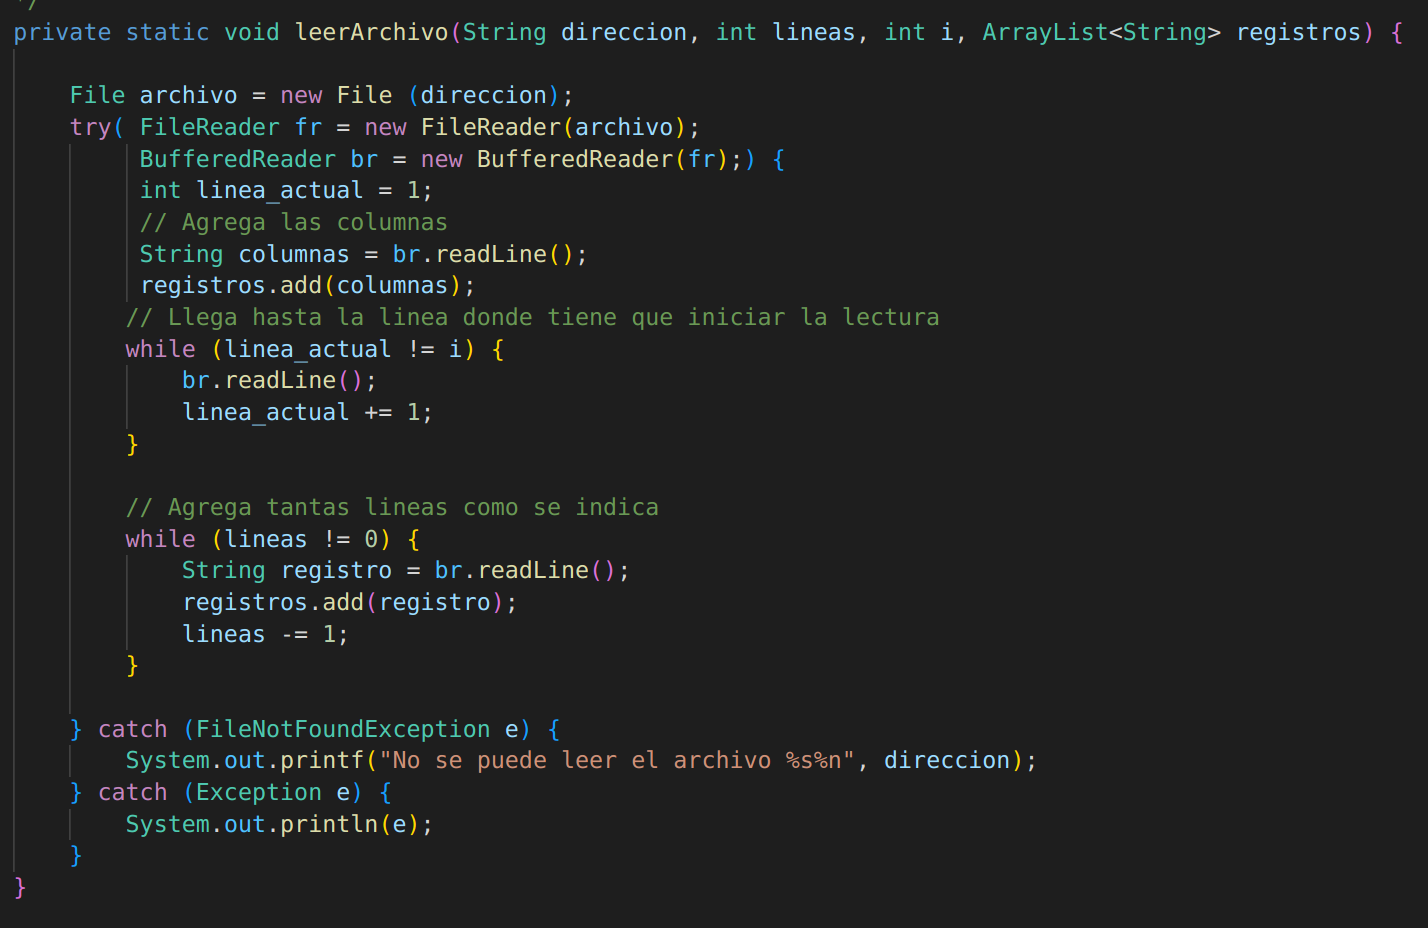 */
private static void leerArchivo(String direccion, int lineas, int i, ArrayList<String> registros) {
File archivo = new File (direccion);
try( FileReader fr = new FileReader(archivo);
BufferedReader br = new BufferedReader(fr);) {
int linea_actual = 1;
// Agrega las columnas
String columnas = br.readLine();
registros.add(columnas);
// Llega hasta la linea donde tiene que iniciar la lectura
while (linea_actual != i) {
br.readLine();
linea_actual += 1;
}
// Agrega tantas lineas como se indica
while (lineas != 0) {
String registro = br.readLine();
registros.add(registro);
lineas -= 1;
}
} catch (FileNotFoundException e) {
System.out.printf("No se puede leer el archivo %s%n", direccion);
} catch (Exception e) {
System.out.println(e);
}
}